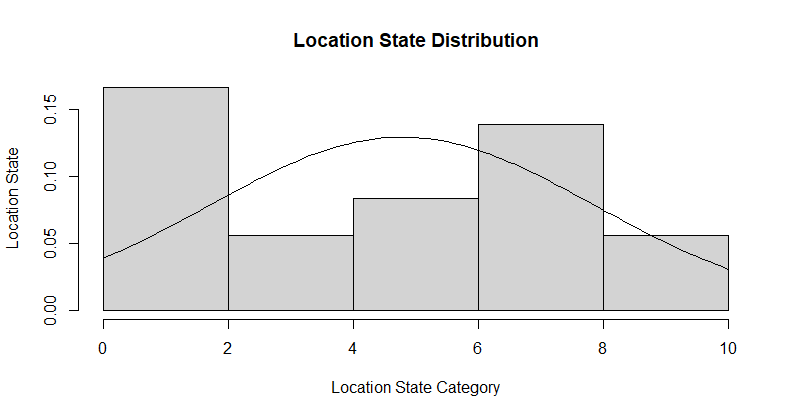 Location State Distribution
Location State
0.15
0.10
0.05
0.00
0 2 4 6 8 10
Location State Category